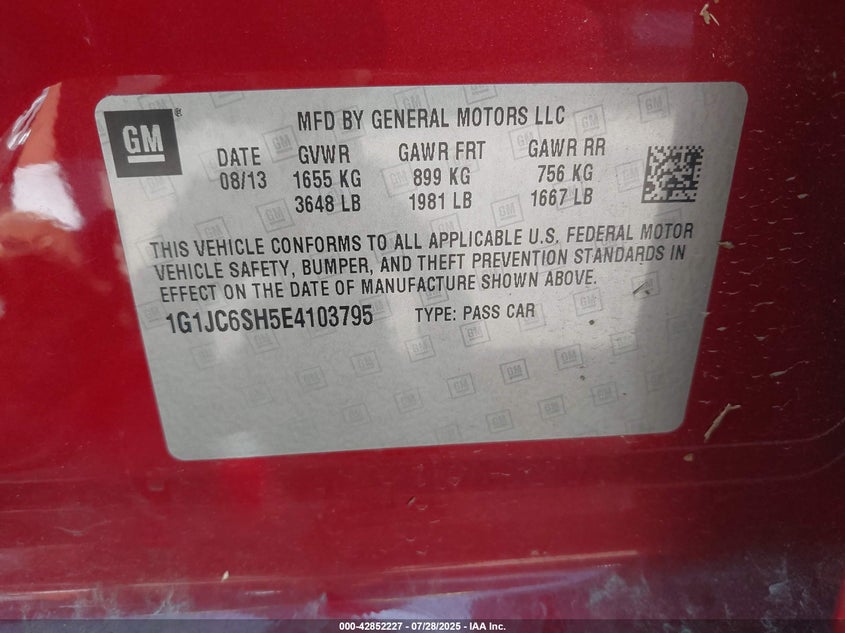 GM
MFD BY GENERAL MOTORS LLC
DATE GVWR GAWR FRT GAWR RR
08/13 1655 KG 899 KG 756 KG
3648 LB 1981 LB 1667 LB
THIS VEHICLE CONFORMS TO ALL APPLICABLE U.S. FEDERAL MOTOR
VEHICLE SAFETY, BUMPER, AND THEFT PREVENTION STANDARDS IN
EFFECT ON THE DATE OF MANUFACTURE SHOWN ABOVE.
1G1JC6SH5E4103795 TYPE: PASS CAR
000-42852227 - 07/28/2025 - IAA Inc.